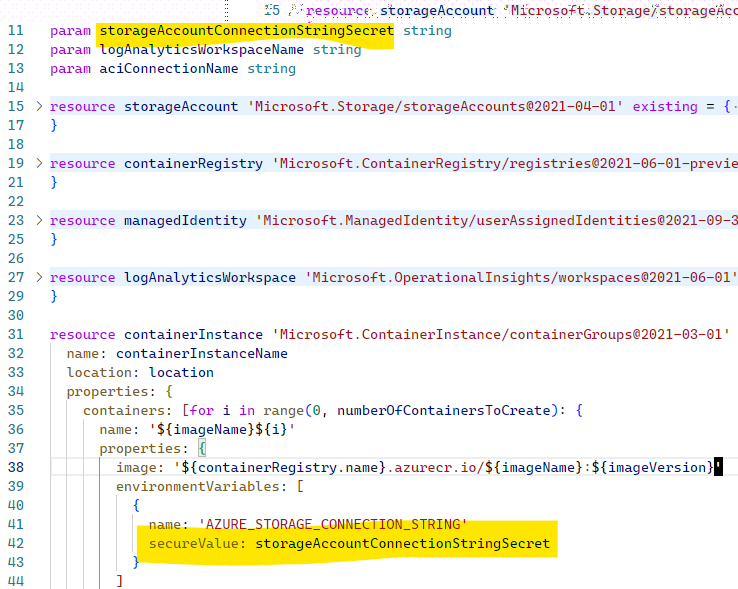 15 resource storageAccount 'Microsoft.Storage/storageAcc
11 param storageAccountConnectionStringSecret string
12 param logAnalyticsWorkspaceName string
13 param aciConnectionName string
14
15 > resource storageAccount 'Microsoft.Storage/storageAccounts@2021-04-01' existing = {
17 }
18
19 > resource containerRegistry 'Microsoft.ContainerRegistry/registries@2021-06-01-previe
21 }
22
23 > resource managedIdentity 'Microsoft.ManagedIdentity/userAssignedIdentities@2021-09-3
25 }
26
27 > resource logAnalyticsWorkspace 'Microsoft.OperationalInsights/workspaces@2021-06-01'
29 }
30
31 resource containerInstance 'Microsoft.ContainerInstance/containerGroups@2021-03-01'
32 name: containerInstanceName
33 location: location
34 properties: {
35 containers: [for i in range(0, numberOfContainersToCreate): {
36 name: '${imageName}${i}'
37 properties: {
38 image: '${containerRegistry.name}.azurecr.io/${imageName}:${imageVersion}'
39 environmentVariables: [
40 {
41 name: 'AZURE_STORAGE_CONNECTION_STRING'
42 secureValue: storageAccountConnectionStringSecret
43 }
44 ]